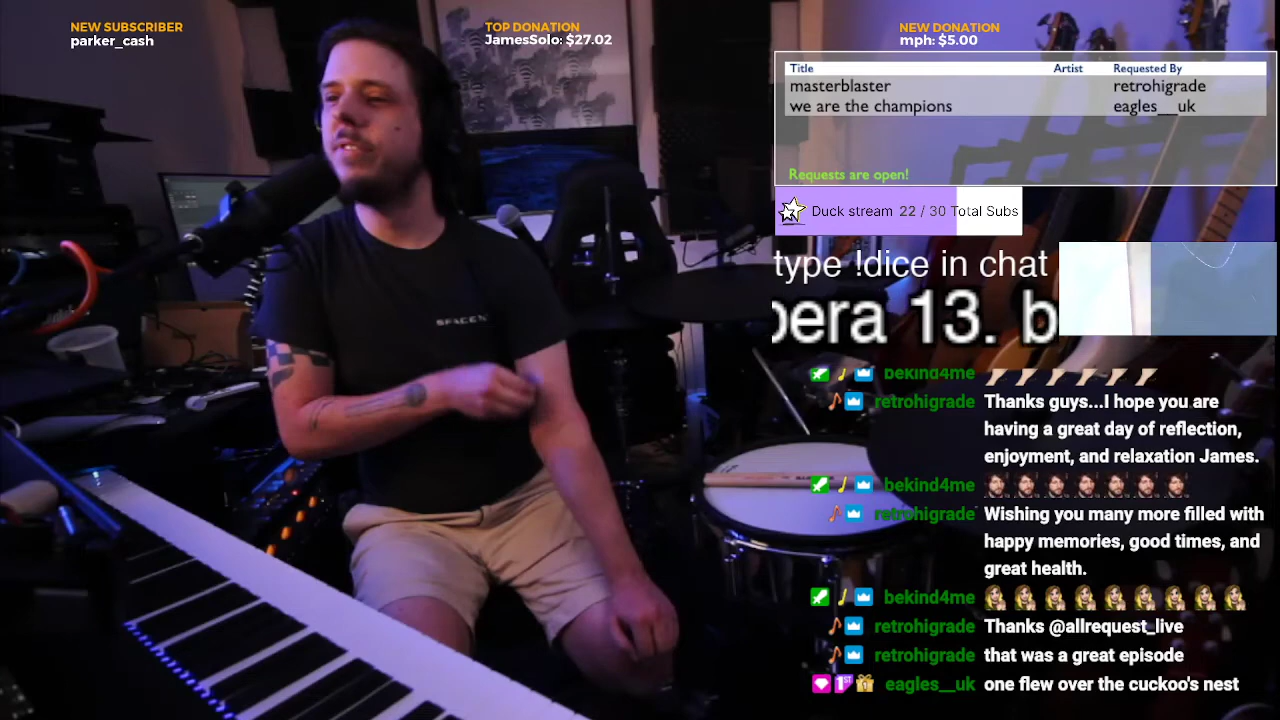 NEW SUBSCRIBER
parker_cash
TOP DONATION
JamesSolo: $27.02
NEW DONATION
mph: $5.00
Title Artist Requested By
masterblaster retrohigrade
we are the champions eagles__uk
Requests are open!
Duck stream 22 / 30 Total Subs
type !dice in chat
pera 13. b
SPACE
bekind4me
retrohigrade Thanks guys...I hope you are
having a great day of reflection,
enjoyment, and relaxation James.
bekind4me
retrohigrade Wishing you many more filled with
happy memories, good times, and
great health.
bekind4me
retrohigrade Thanks @allrequest_live
retrohigrade that was a great episode
1ST eagles__uk one flew over the cuckoo's nest